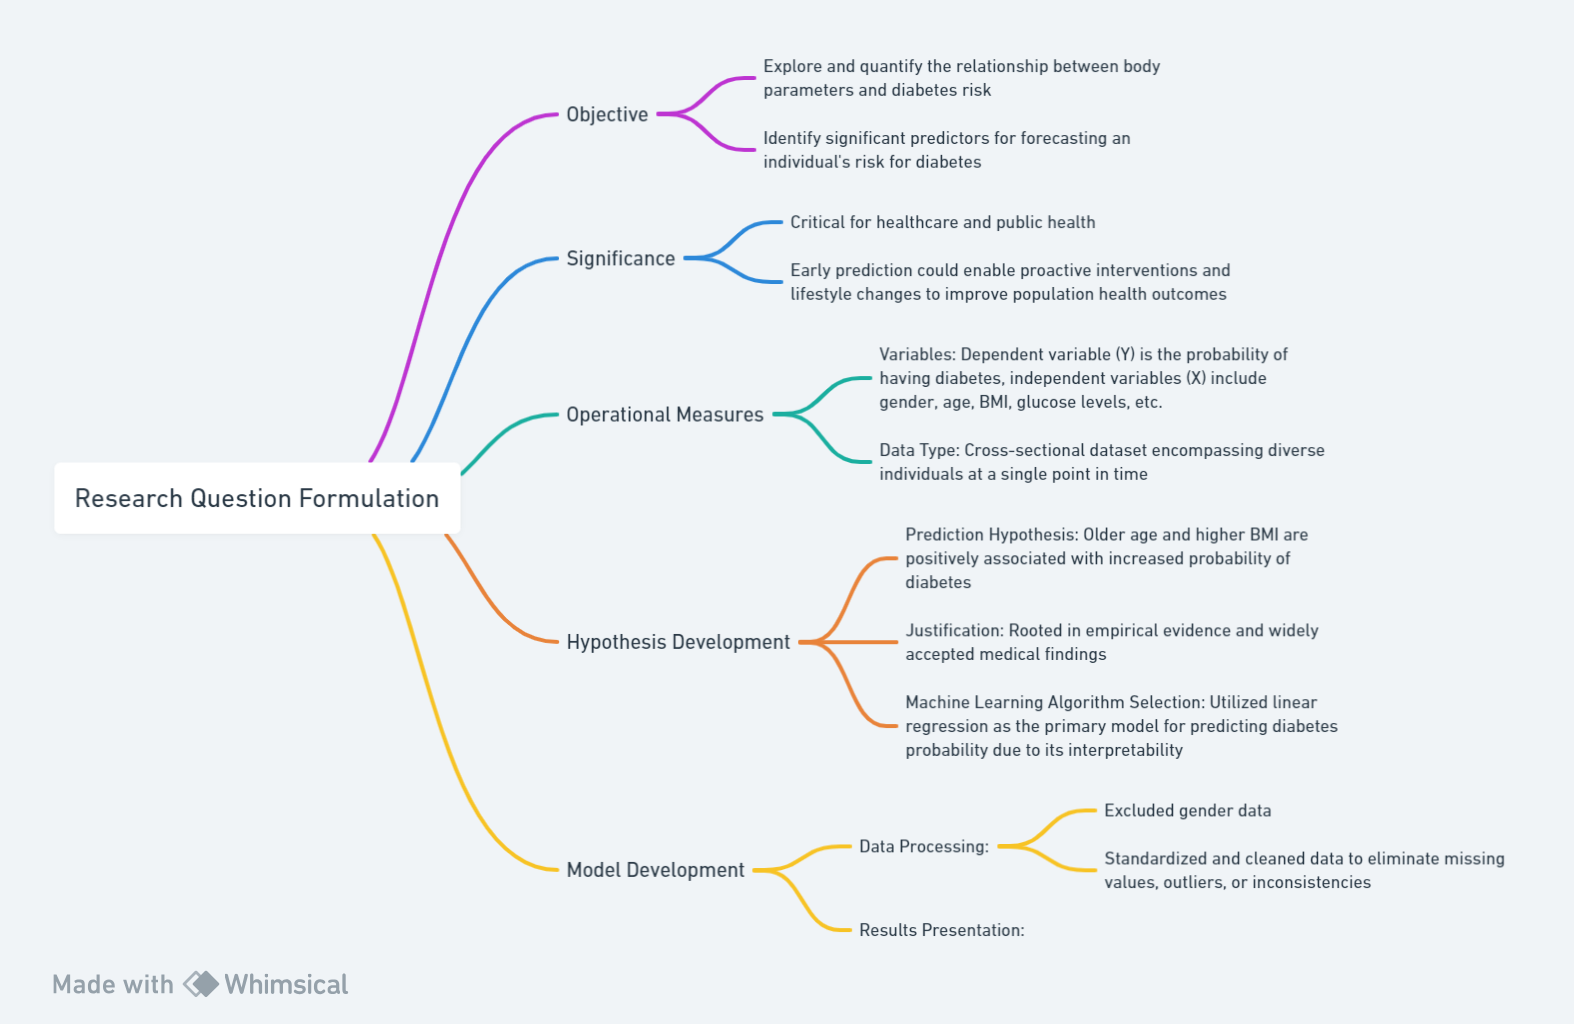 Explore and quantify the relationship between body
parameters and diabetes risk
Objective
Identify significant predictors for forecasting an
individual's risk for diabetes
Critical for healthcare and public health
Significance
Early prediction could enable proactive interventions and
lifestyle changes to improve population health outcomes
Variables: Dependent variable (Y) is the probability of
having diabetes, independent variables (X) include
gender, age, BMI, glucose levels, etc.
Operational Measures
Data Type: Cross-sectional dataset encompassing diverse
individuals at a single point in time
Research Question Formulation
Prediction Hypothesis: Older age and higher BMI are
positively associated with increased probability of
diabetes
Hypothesis Development
Justification: Rooted in empirical evidence and widely
accepted medical findings
Machine Learning Algorithm Selection: Utilized linear
regression as the primary model for predicting diabetes
probability due to its interpretability
Model Development
Data Processing:
Excluded gender data
Standardized and cleaned data to eliminate missing
values, outliers, or inconsistencies
Results Presentation:
Made with Whimsical